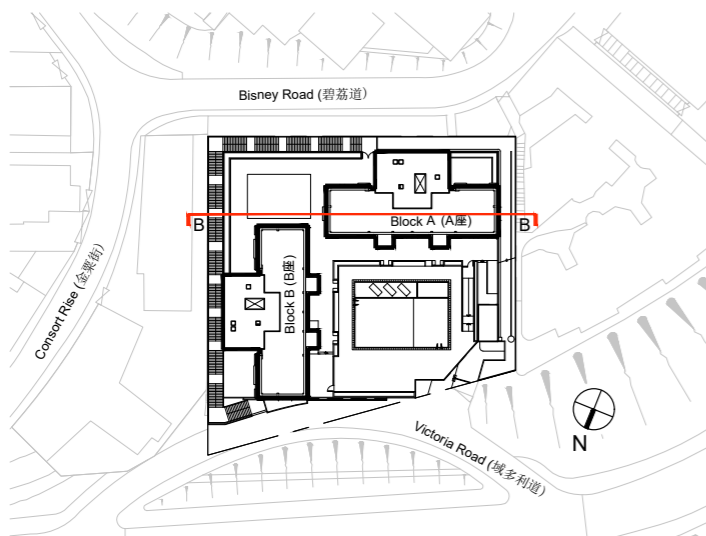 Bisney Road (碧荔道)
Block A (A座)
B
B
Consort Rise (金粟街)
Block B (B座)
Victoria Road (域多利道)
N